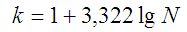 k = 1 + 3,322 lg N